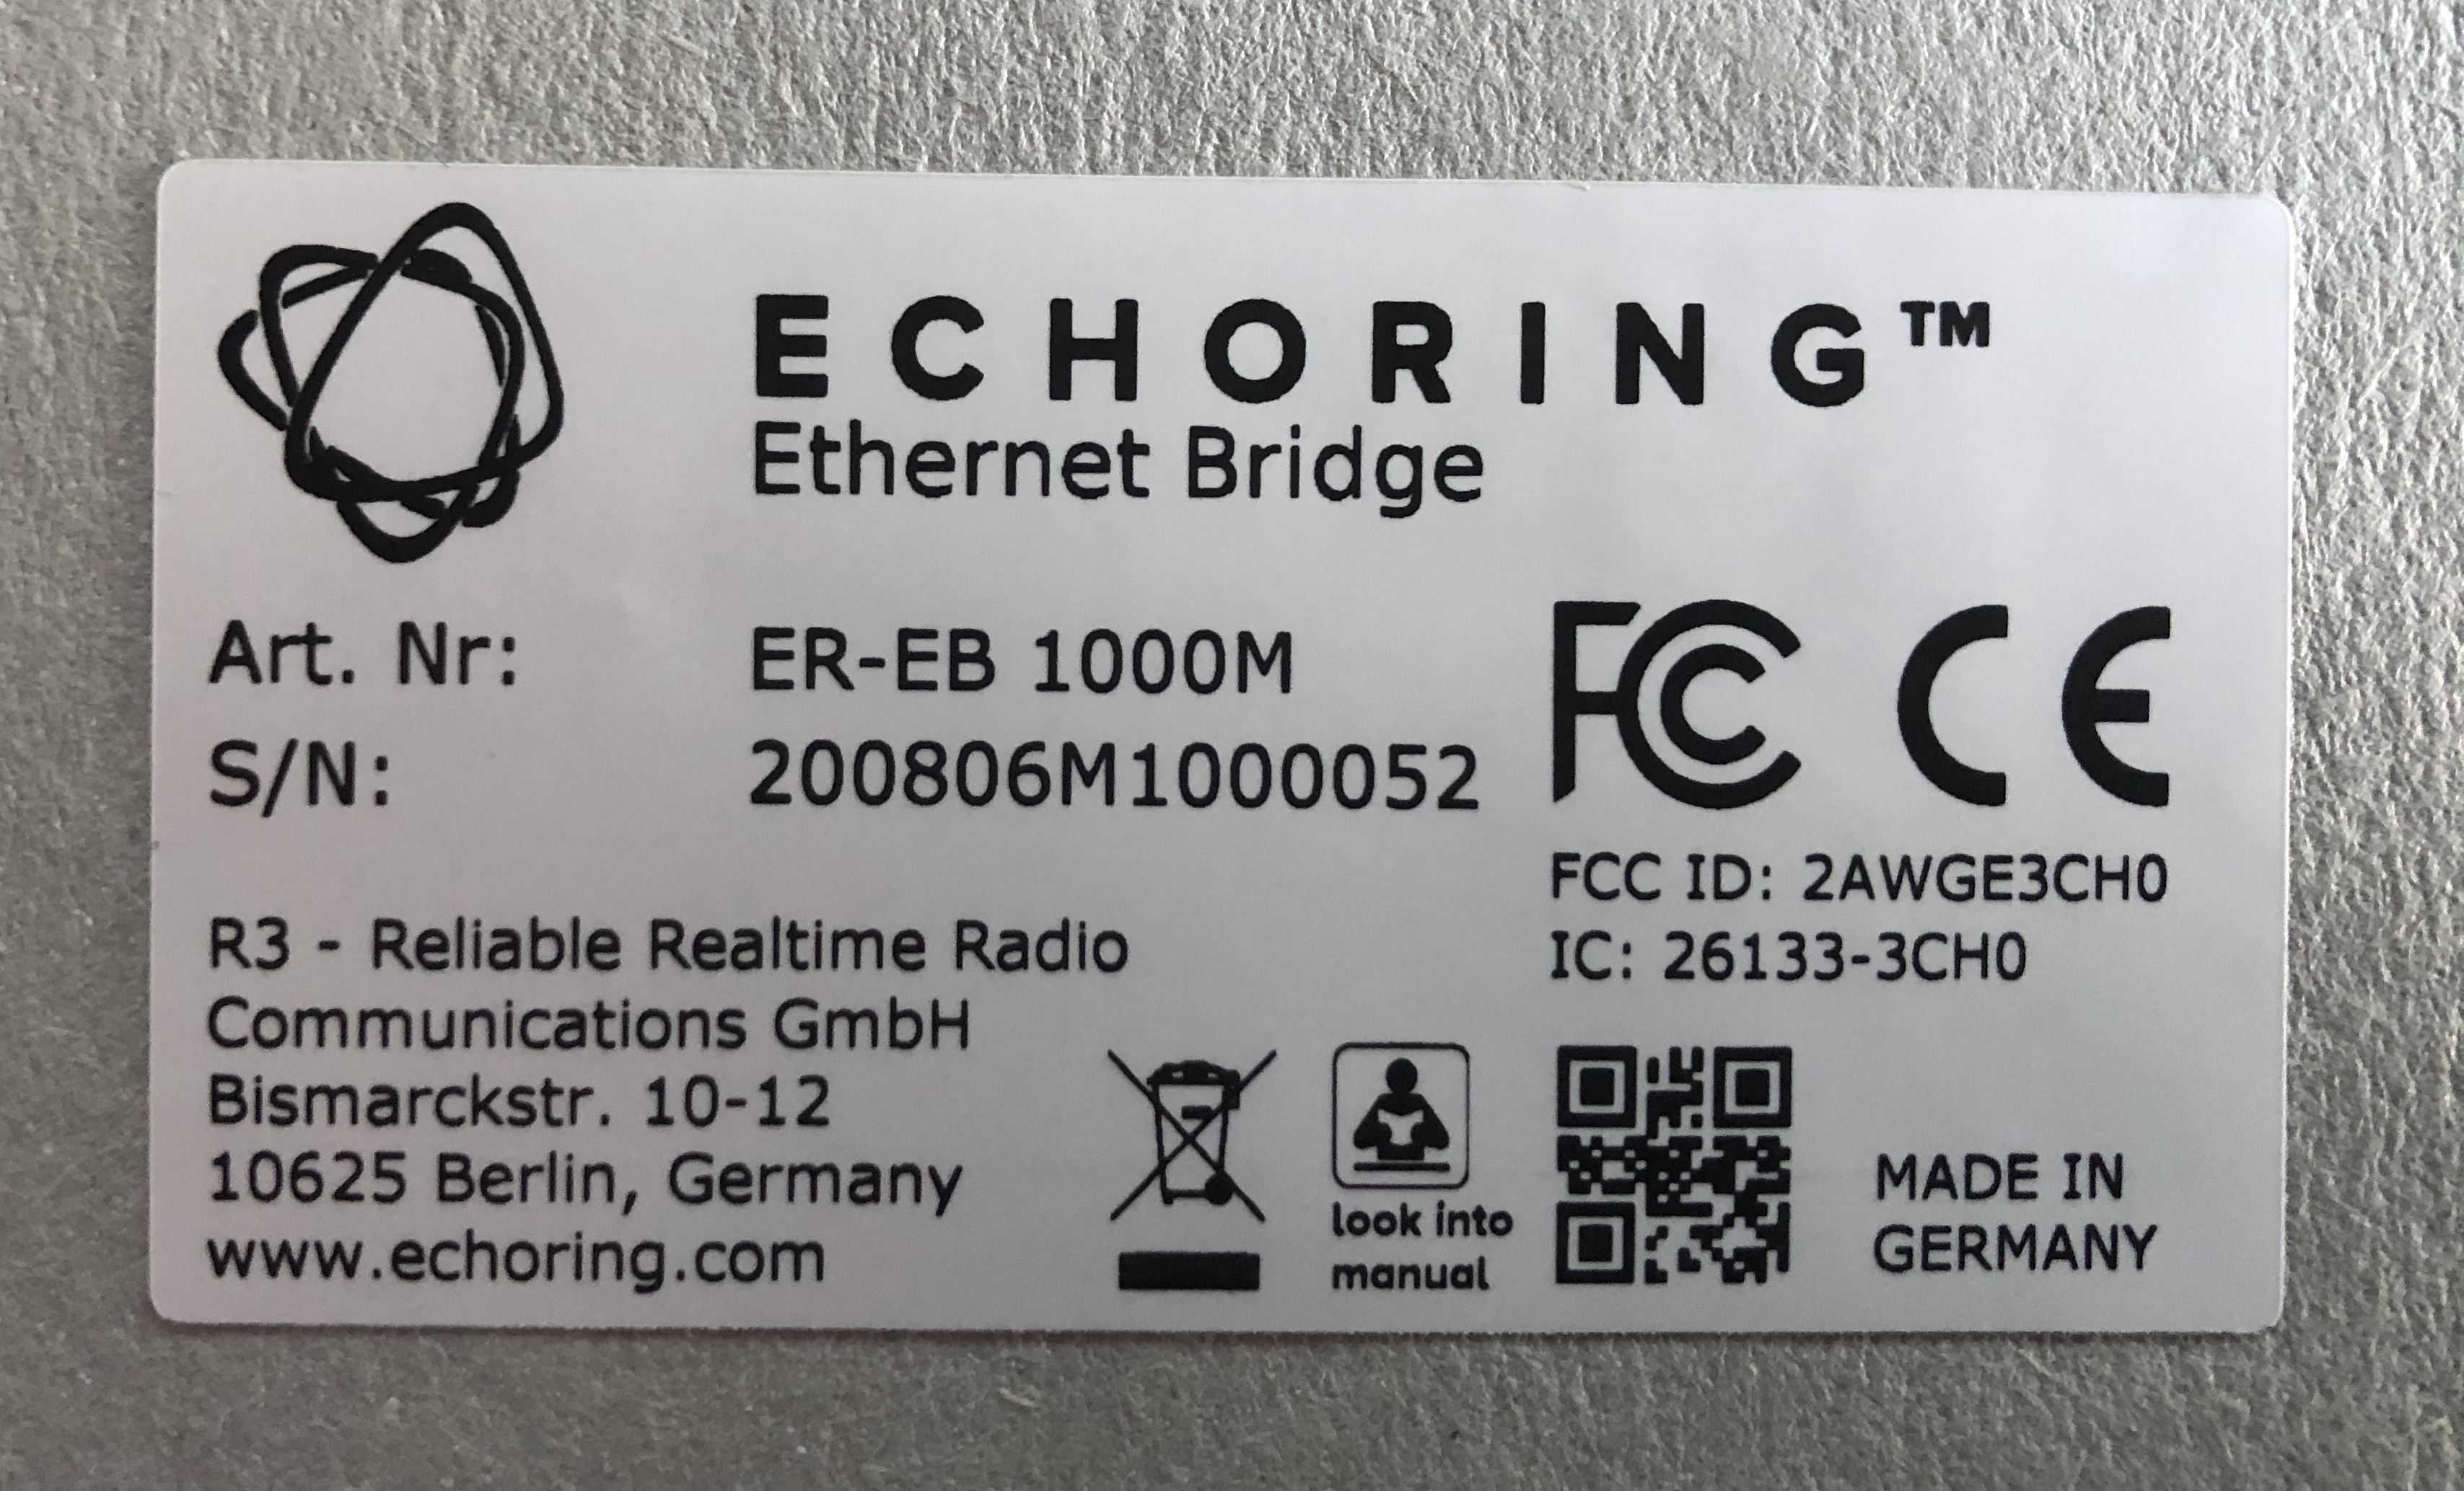 ECHORING™
Ethernet Bridge
Art. Nr: ER-EB 1000M
S/N: 200806M1000052
FCC CE
FCC ID: 2AWGE3CH0
IC: 26133-3CH0
R3 - Reliable Realtime Radio
Communications GmbH
Bismarckstr. 10-12
10625 Berlin, Germany
www.echoring.com
look into
manual
MADE IN
GERMANY